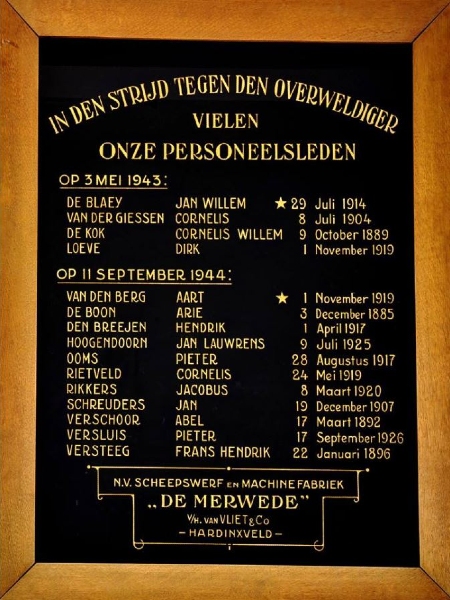 IN DEN STRIJD TEGEN DEN OVERWELDIGER
VIELEN
ONZE PERSONEELSLEDEN
OP 3 MEI 1943:
DE BLAEY JAN WILLEM ★ 29 Juli 1914
VAN DER GIESSEN CORNELIS 8 Juli 1904
DE KOK CORNELIS WILLEM 9 October 1889
LOEVE DIRK 1 November 1919
OP 11 SEPTEMBER 1944:
VAN DEN BERG AART ★ 1 November 1919
DE BOON ARIE 3 December 1885
DEN BREEJEN HENDRIK 1 April 1917
HOOGENDOORN JAN LAUWRENS 9 Juli 1925
OOMS PIETER 28 Augustus 1917
RIETVELD CORNELIS 24 Mei 1919
RIKKERS JACOBUS 8 Maart 1920
SCHREUDERS JAN 19 December 1907
VERSCHOOR ABEL 17 Maart 1892
VERSLUIS PIETER 17 September 1926
VERSTEEG FRANS HENDRIK 22 Januari 1896
N.V. SCHEEPSWERF EN MACHINEFABRIEK
„DE MERWEDE"
V/H. VAN VLIET & Co
– HARDINXVELD –